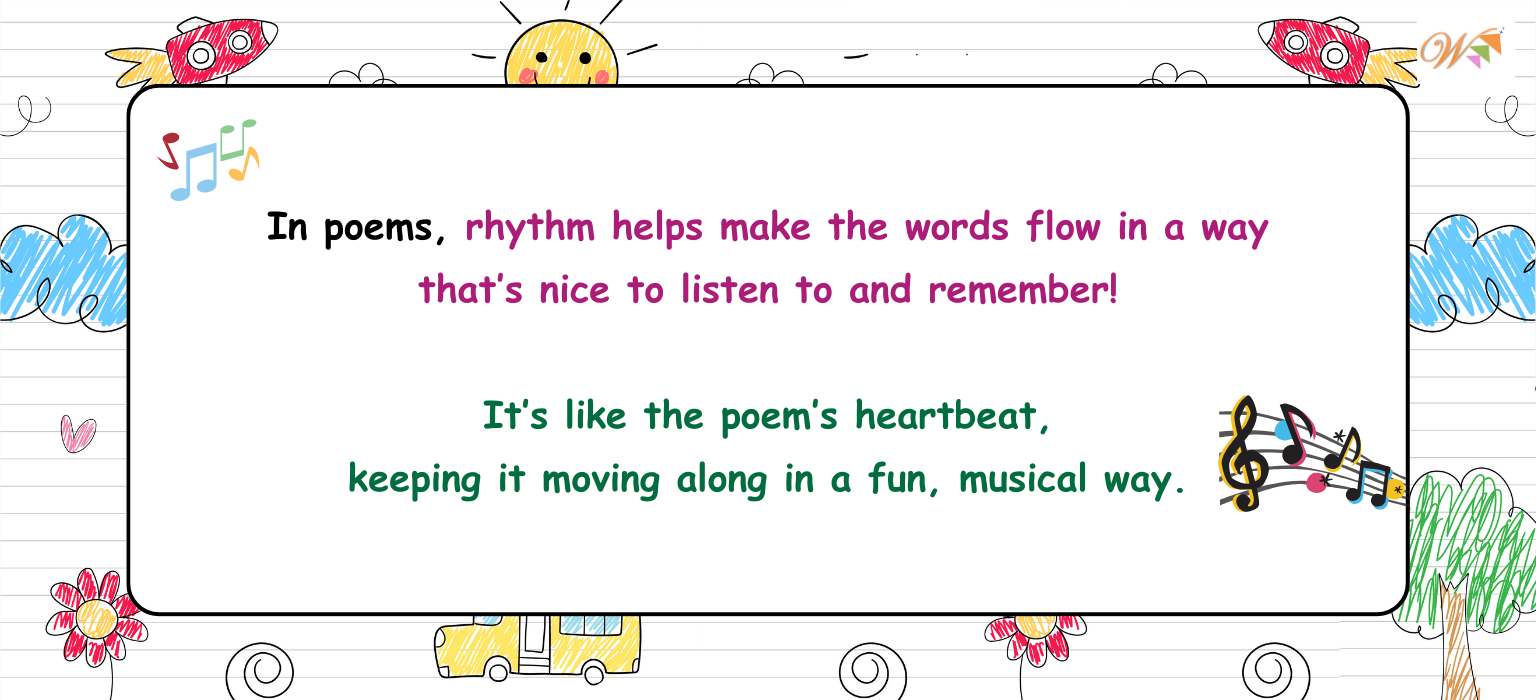 W
In poems, rhythm helps make the words flow in a way
that's nice to listen to and remember!
It's like the poem's heartbeat,
keeping it moving along in a fun, musical way.